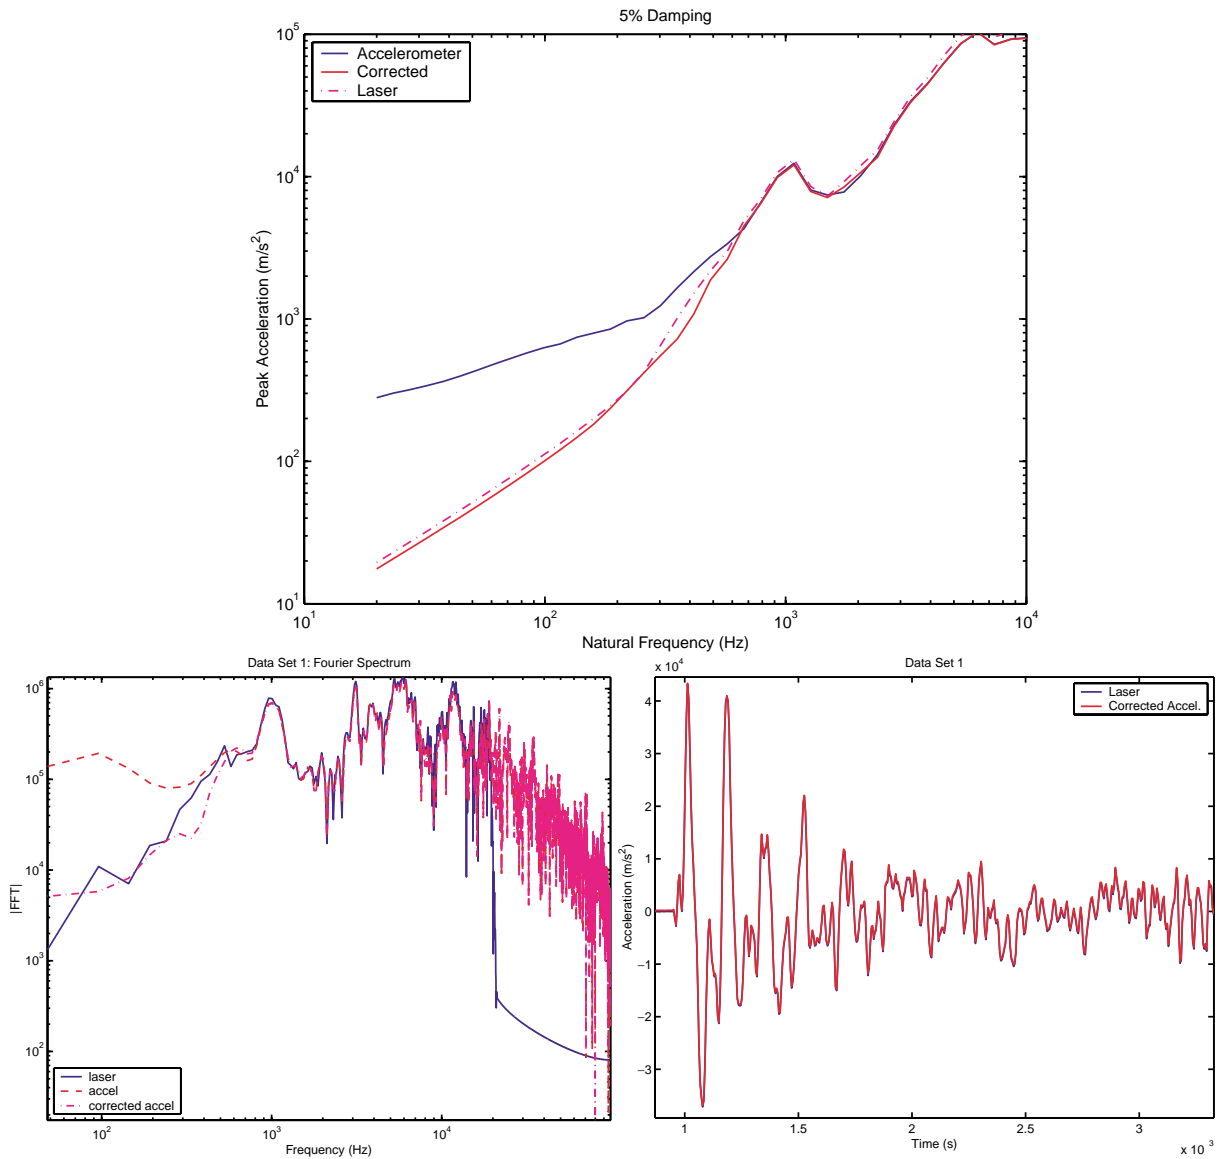 5% Damping
Accelerometer
Corrected
Laser
10^5
10^4
10^3
10^2
10^1
Peak Acceleration (m/s^2)
10^1 10^2 10^3 10^4
Natural Frequency (Hz)
Data Set 1: Fourier Spectrum
10^6
10^5
10^4
10^3
10^2
|FFT|
laser
accel
corrected accel
10^2 10^3 10^4
Frequency (Hz)
x 10^4
Data Set 1
Laser
Corrected Accel.
4
3
2
1
0
−1
−2
−3
Acceleration (m/s^2)
1 1.5 2 2.5 3
Time (s)
x 10^3